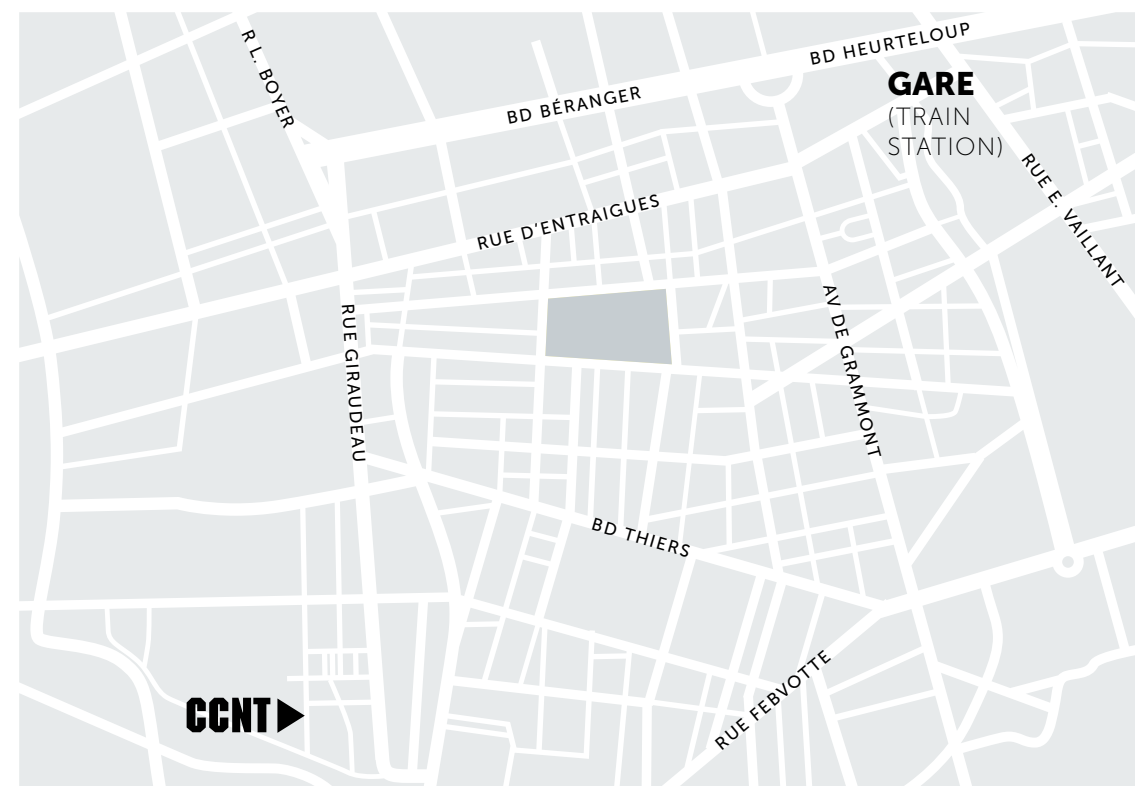 R L. BOYER
BD HEURTELOUP
GARE
(TRAIN
STATION)
BD BÉRANGER
RUE E. VAILLANT
RUE D'ENTRAIGUES
RUE GIRAUDEAU
AV DE GRAMMONT
BD THIERS
RUE FEBVOTTE
CCNT